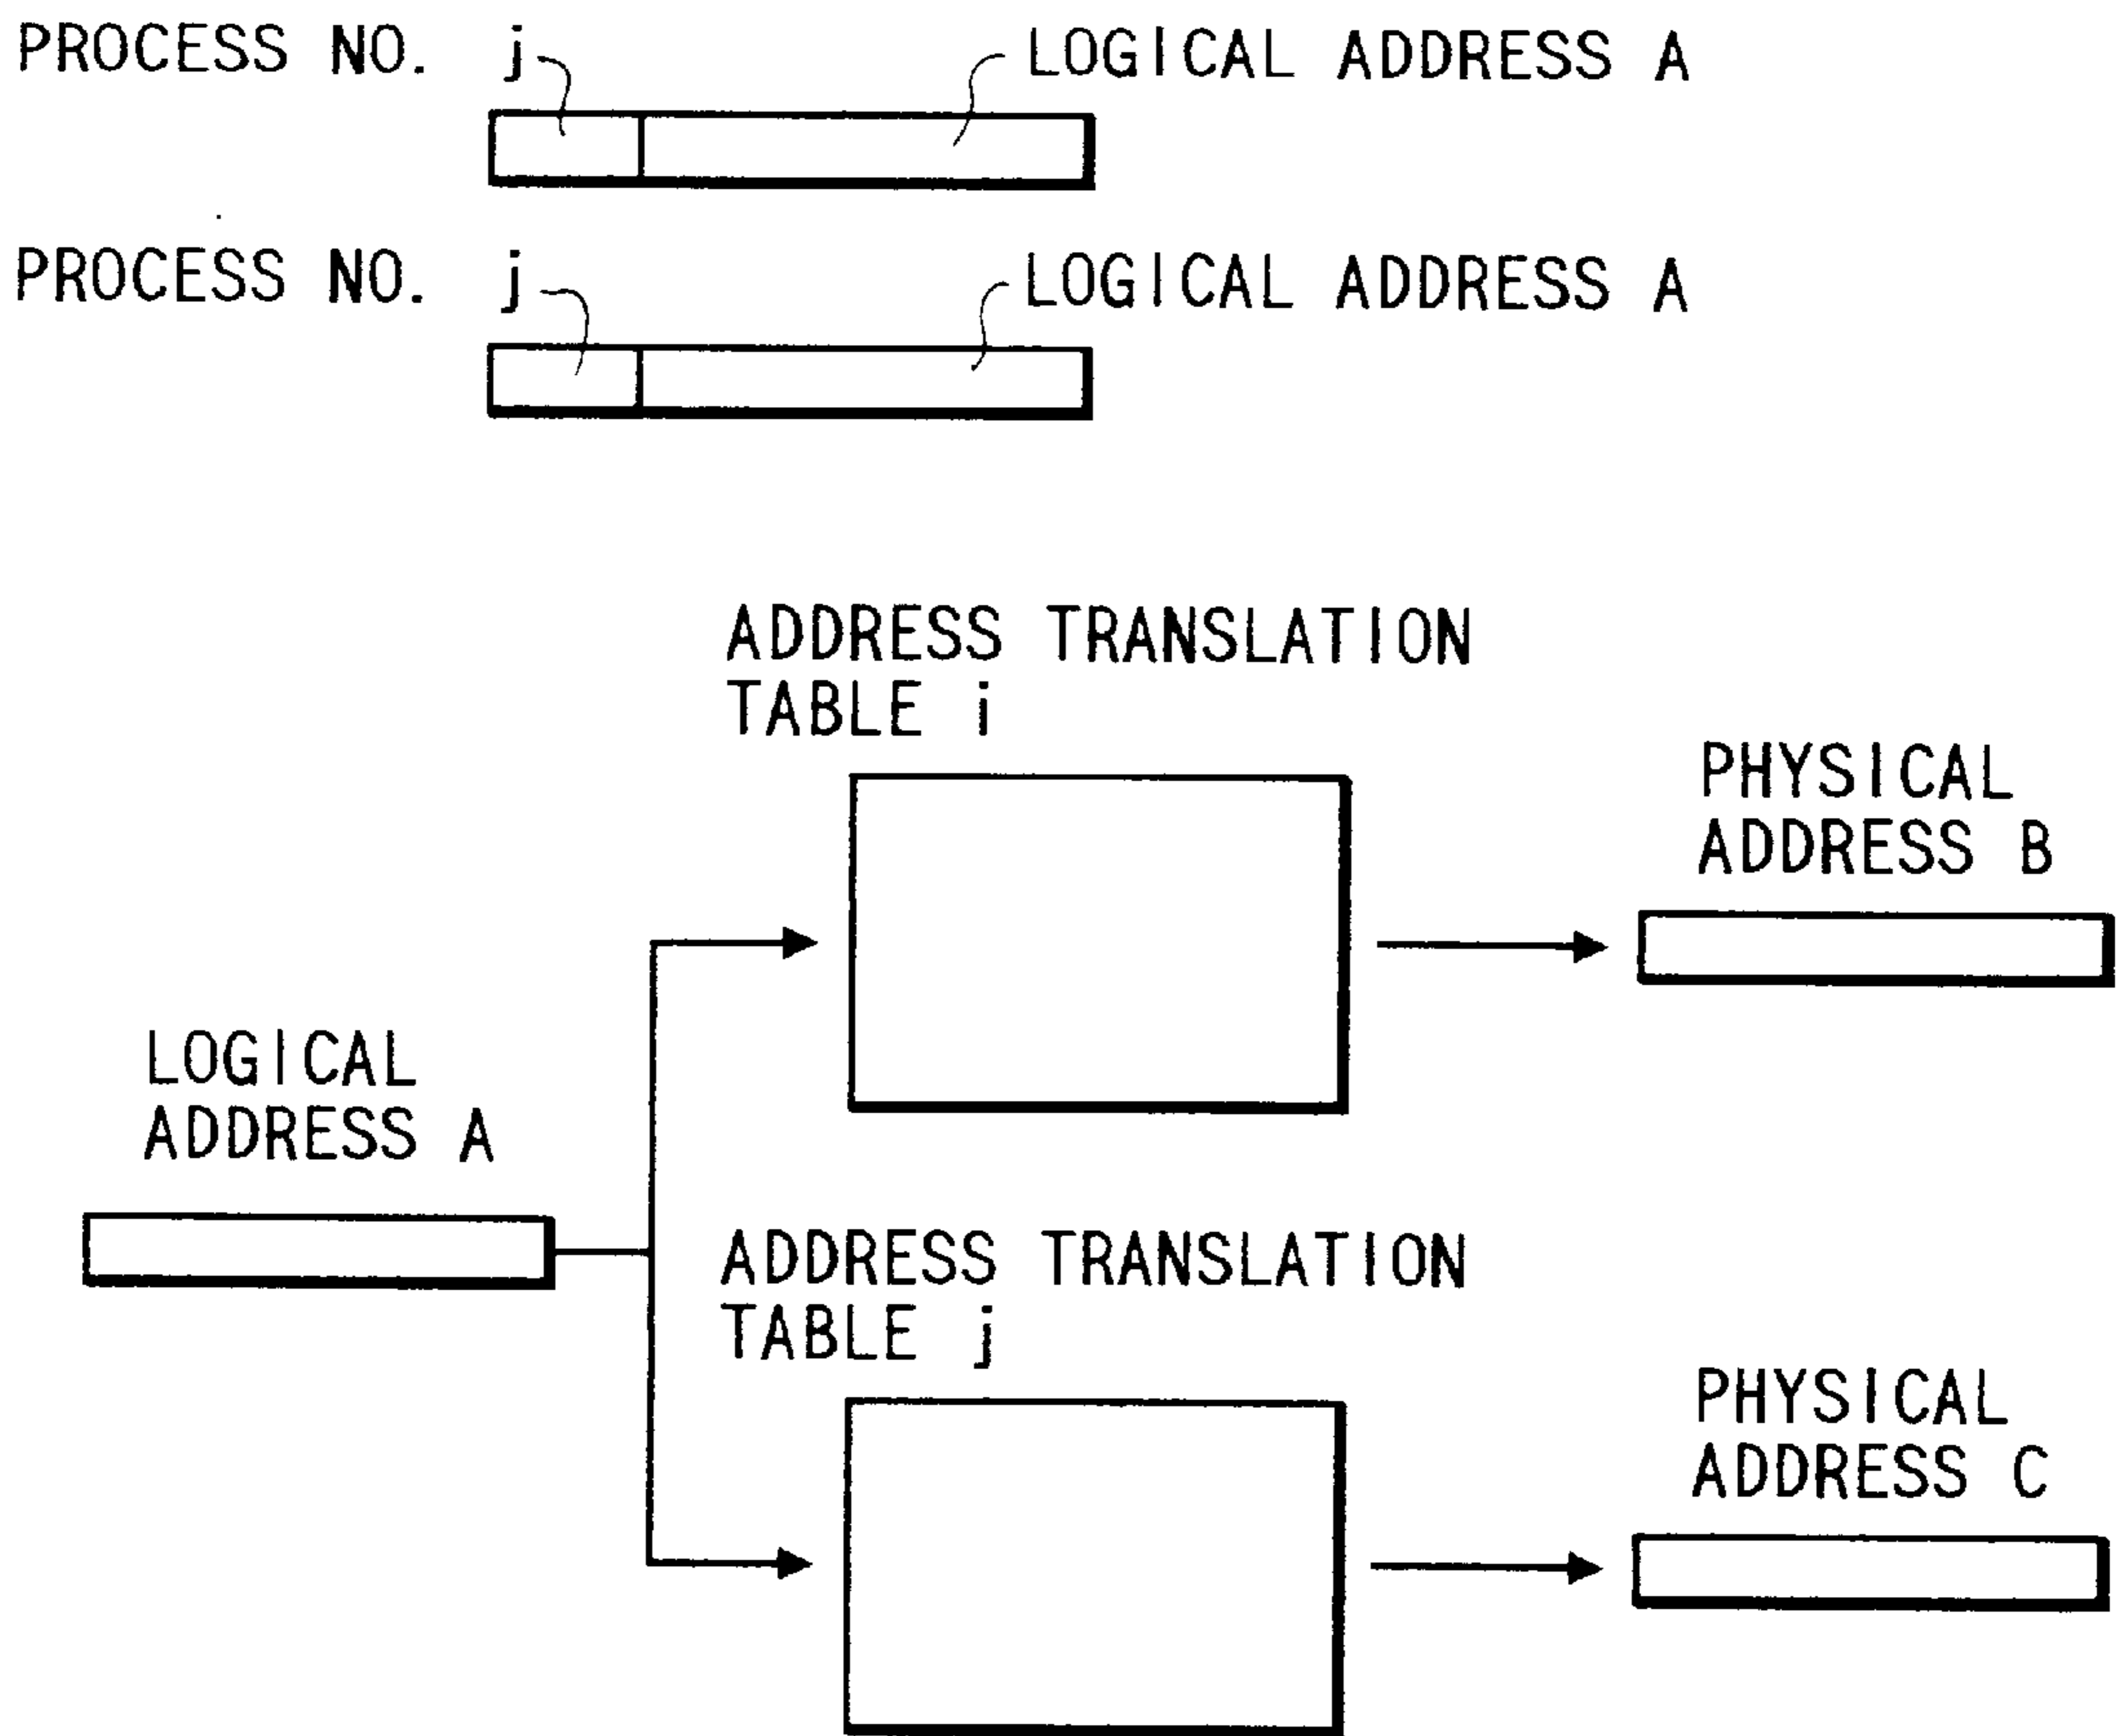 PROCESS NO. j
LOGICAL ADDRESS A
PROCESS NO. j
LOGICAL ADDRESS A
ADDRESS TRANSLATION
TABLE i
PHYSICAL
ADDRESS B
LOGICAL
ADDRESS A
ADDRESS TRANSLATION
TABLE j
PHYSICAL
ADDRESS C